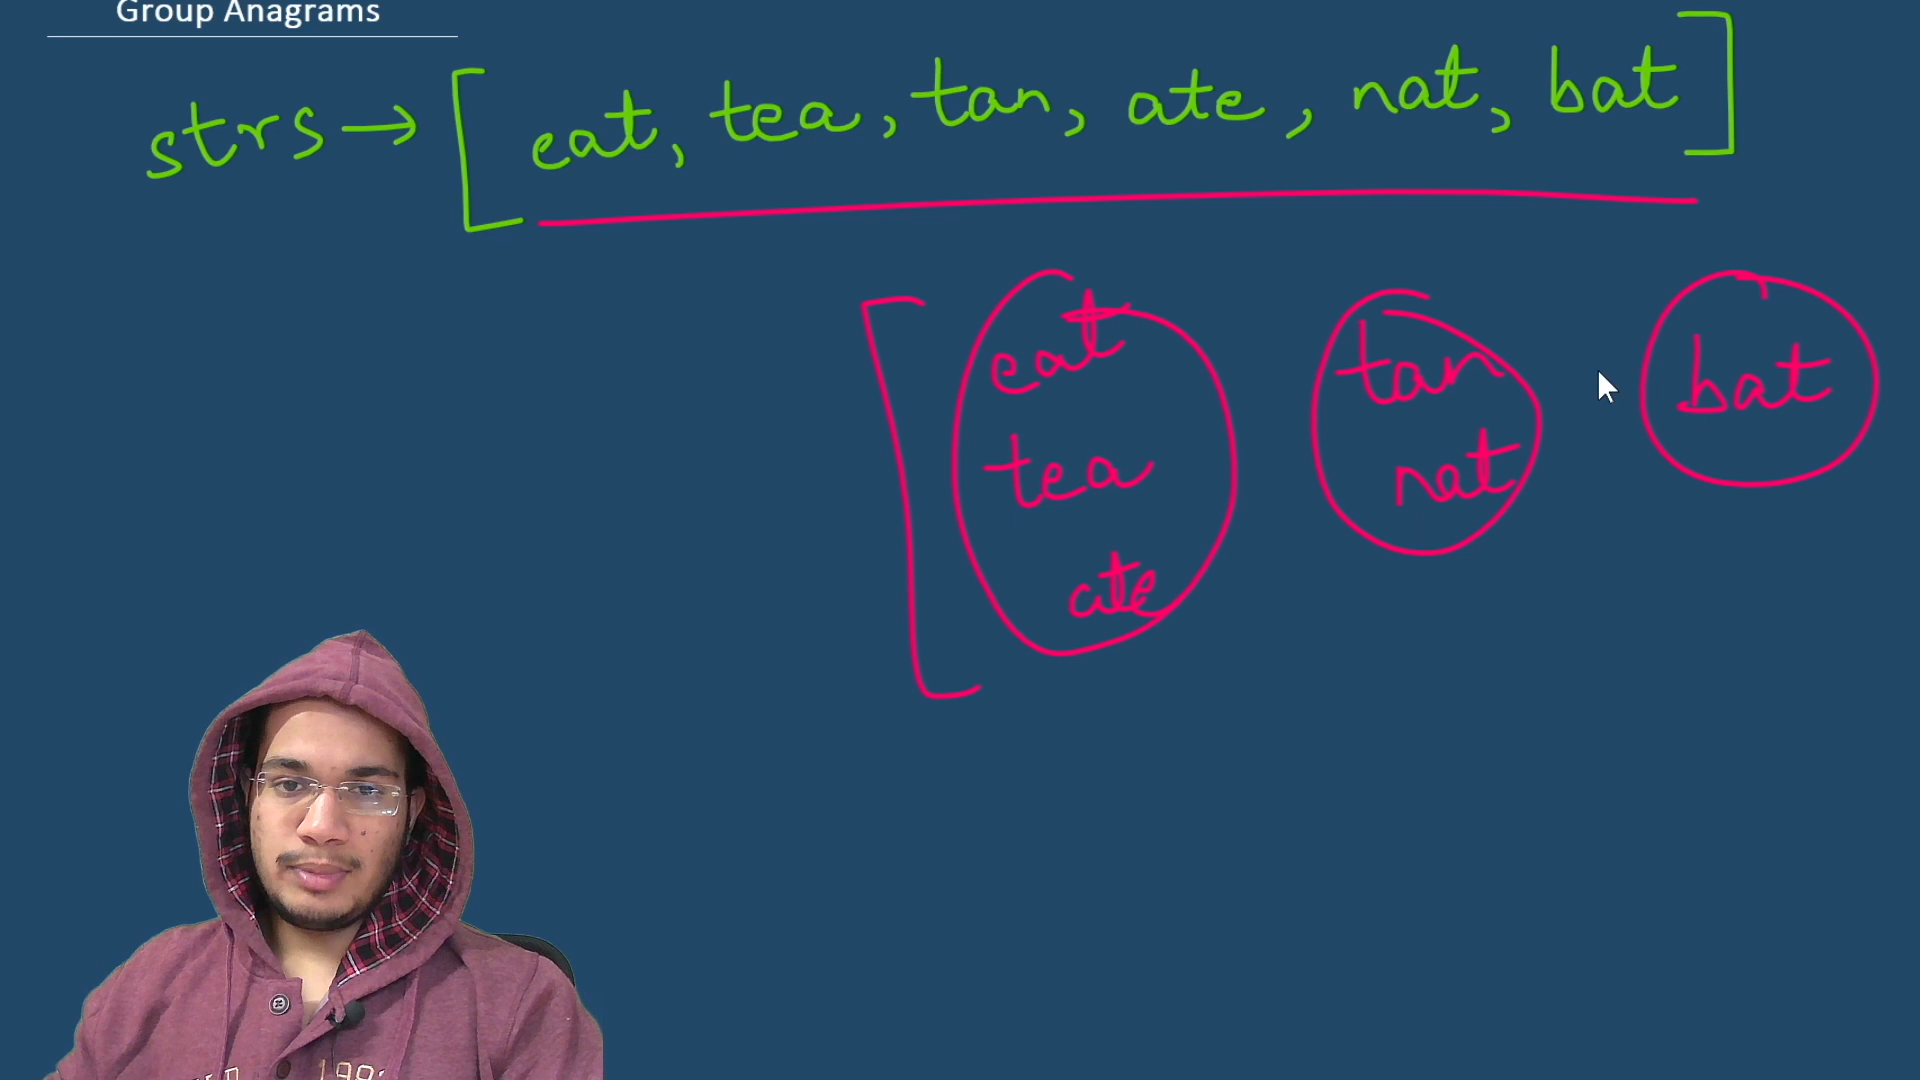 Group Anagrams
strs → [ eat, tea, tan, ate, nat, bat ]
[ eat tan bat
tea nat
ate